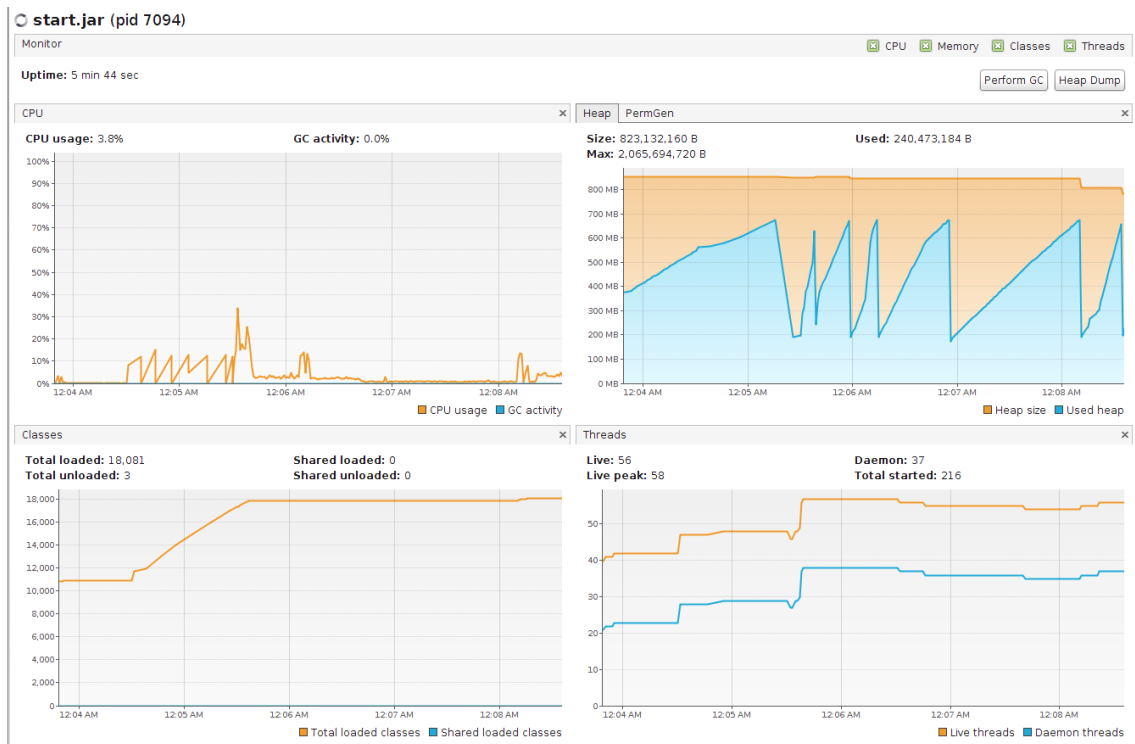 start.jar (pid 7094)
Monitor
CPU Memory Classes Threads
Uptime: 5 min 44 sec
Perform GC Heap Dump
CPU ×
CPU usage: 3.8% GC activity: 0.0%
100%
90%
80%
70%
60%
50%
40%
30%
20%
10%
0%
12:04 AM 12:05 AM 12:06 AM 12:07 AM 12:08 AM
CPU usage GC activity
Heap PermGen ×
Size: 823,132,160 B Used: 240,473,184 B
Max: 2,065,694,720 B
800 MB
700 MB
600 MB
500 MB
400 MB
300 MB
200 MB
100 MB
0 MB
12:04 AM 12:05 AM 12:06 AM 12:07 AM 12:08 AM
Heap size Used heap
Classes ×
Total loaded: 18,081 Shared loaded: 0
Total unloaded: 3 Shared unloaded: 0
18,000
16,000
14,000
12,000
10,000
8,000
6,000
4,000
2,000
0
12:04 AM 12:05 AM 12:06 AM 12:07 AM 12:08 AM
Total loaded classes Shared loaded classes
Threads ×
Live: 56 Daemon: 37
Live peak: 58 Total started: 216
50
40
30
20
10
0
12:04 AM 12:05 AM 12:06 AM 12:07 AM 12:08 AM
Live threads Daemon threads